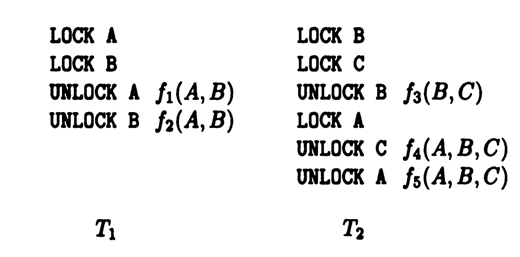 LOCK A
LOCK B
UNLOCK A f₁(A, B)
UNLOCK B f₂(A, B)
T₁
LOCK B
LOCK C
UNLOCK B f₃(B, C)
LOCK A
UNLOCK C f₄(A, B, C)
UNLOCK A f₅(A, B, C)
T₂